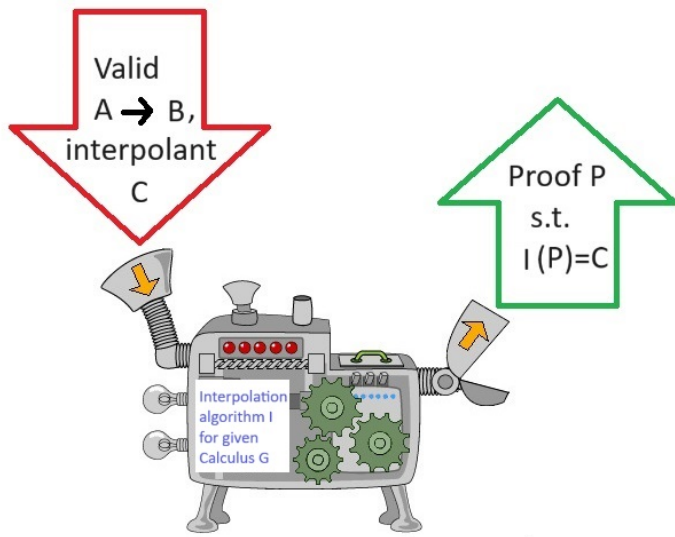 Valid
A → B,
interpolant
C
Proof P
s.t.
I (P)=C
Interpolation
algorithm I
for given
Calculus G